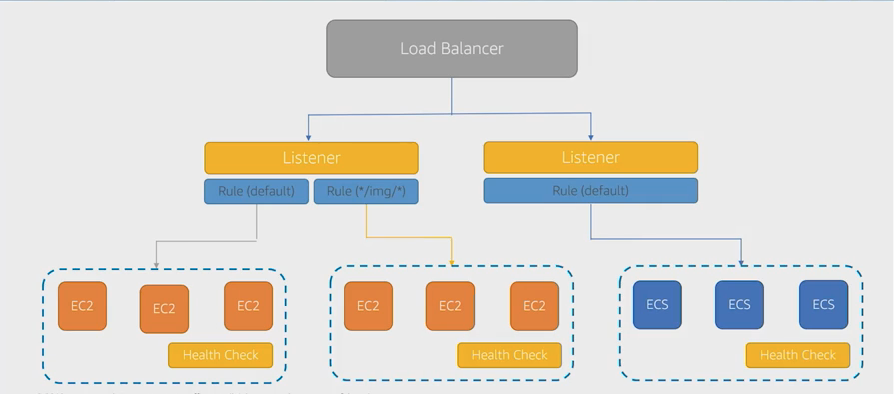 Load Balancer
Listener
Listener
Rule (default)
Rule (*/img/*)
Rule (default)
EC2
EC2
EC2
Health Check
EC2
EC2
EC2
Health Check
ECS
ECS
ECS
Health Check